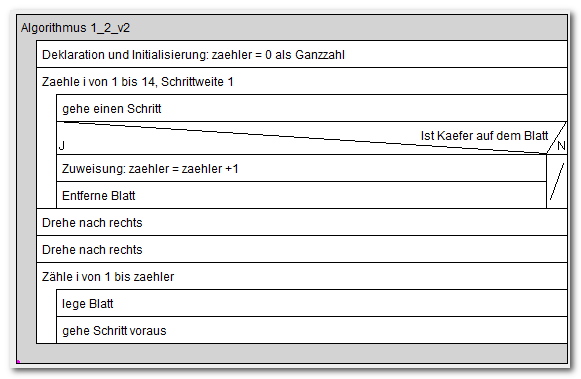 Algorithmus 1_2_v2
Deklaration und Initialisierung: zaehler = 0 als Ganzzahl
Zaehle i von 1 bis 14, Schrittweite 1
gehe einen Schritt
Ist Kaefer auf dem Blatt
J N
Zuweisung: zaehler = zaehler +1
Entferne Blatt
Drehe nach rechts
Drehe nach rechts
Zähle i von 1 bis zaehler
lege Blatt
gehe Schritt voraus